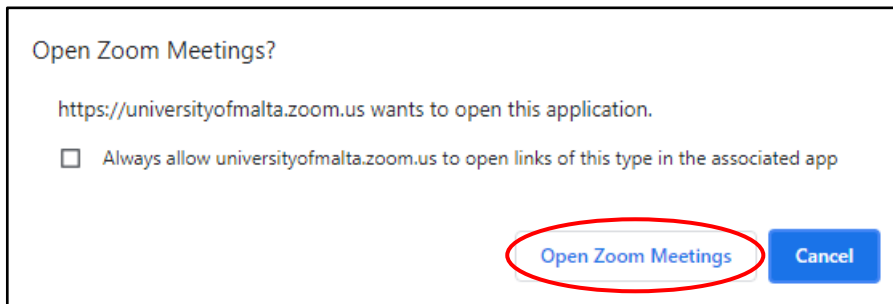 Open Zoom Meetings?
https://universityofmalta.zoom.us wants to open this application.
Always allow universityofmalta.zoom.us to open links of this type in the associated app
Open Zoom Meetings Cancel